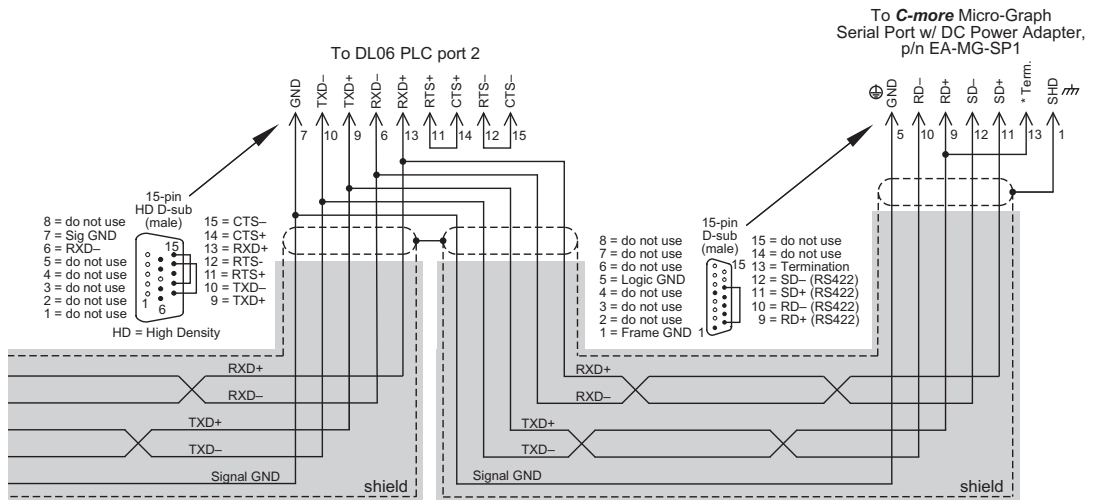 To C-more Micro-Graph
Serial Port w/ DC Power Adapter,
p/n EA-MG-SP1
To DL06 PLC port 2
GND
TXD–
TXD+
RXD–
RXD+
RTS+
CTS+
RTS–
CTS–
7
10
9
6
13
11
14
12
15
GND
RD–
RD+
SD–
SD+
* Term.
SHD
5
10
9
12
11
13
1
15-pin
HD D-sub
(male)
8 = do not use
7 = Sig GND
6 = RXD–
5 = do not use
4 = do not use
3 = do not use
2 = do not use
1 = do not use
15
1
6
15 = CTS–
14 = CTS+
13 = RXD+
12 = RTS-
11 = RTS+
10 = TXD–
9 = TXD+
HD = High Density
15-pin
D-sub
(male)
8 = do not use
7 = do not use
6 = do not use
5 = Logic GND
4 = do not use
3 = do not use
2 = do not use
1 = Frame GND
15
1
15 = do not use
14 = do not use
13 = Termination
12 = SD– (RS422)
11 = SD+ (RS422)
10 = RD– (RS422)
9 = RD+ (RS422)
RXD+
RXD–
TXD+
TXD–
Signal GND
shield
RXD+
RXD–
TXD+
TXD–
Signal GND
shield